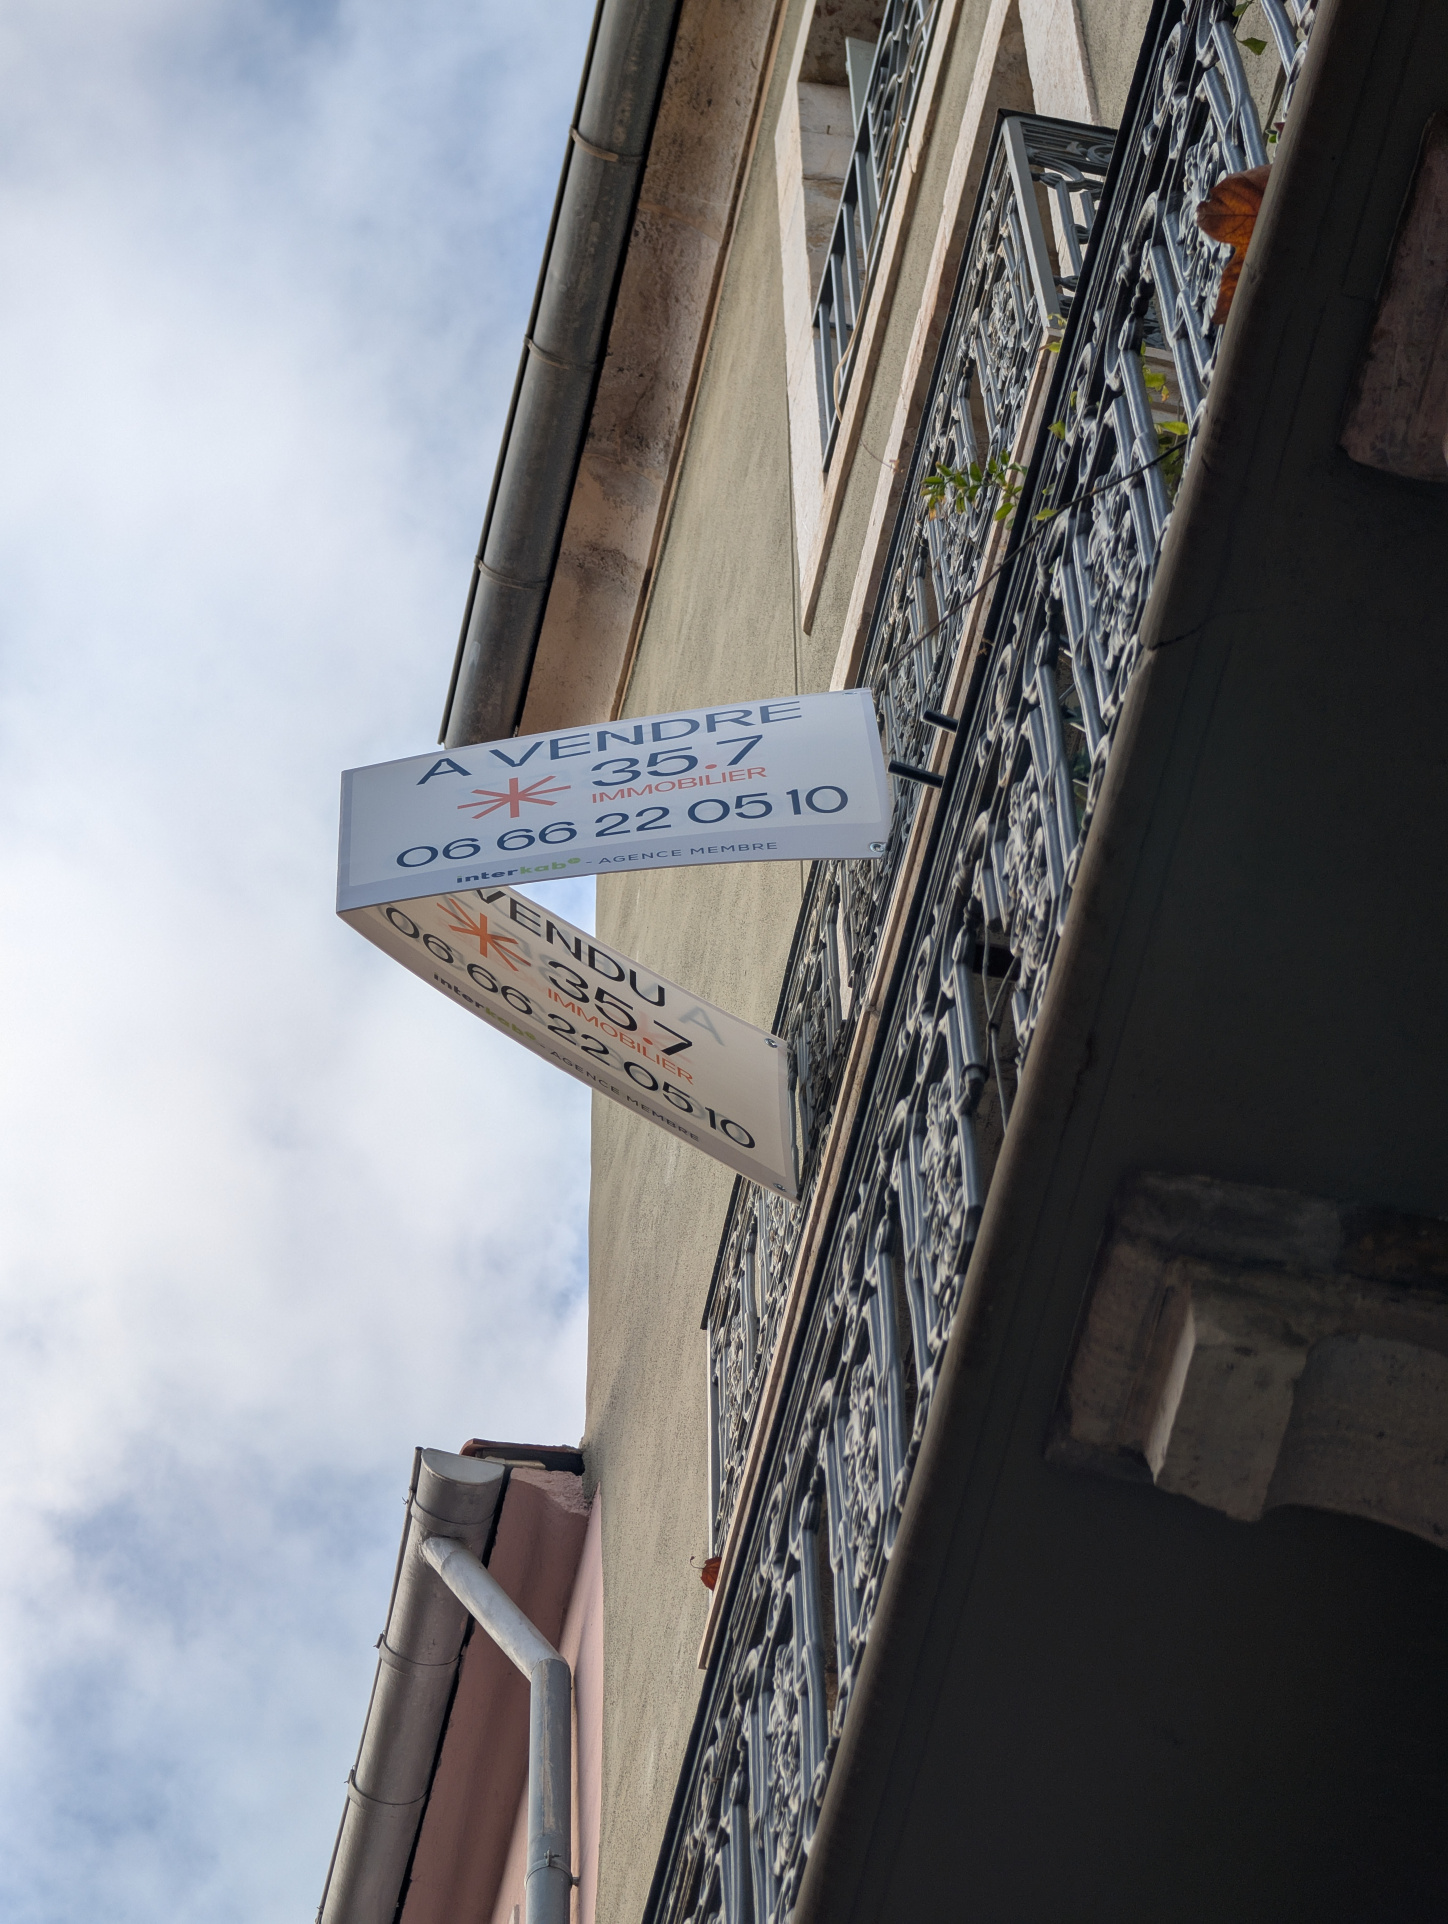 A VENDRE
35.7
IMMOBILIER
06 66 22 05 10
interkab - AGENCE MEMBRE
VENDU A
35.7
IMMOBILIER
06 66 22 05 10
interkab - AGENCE MEMBRE